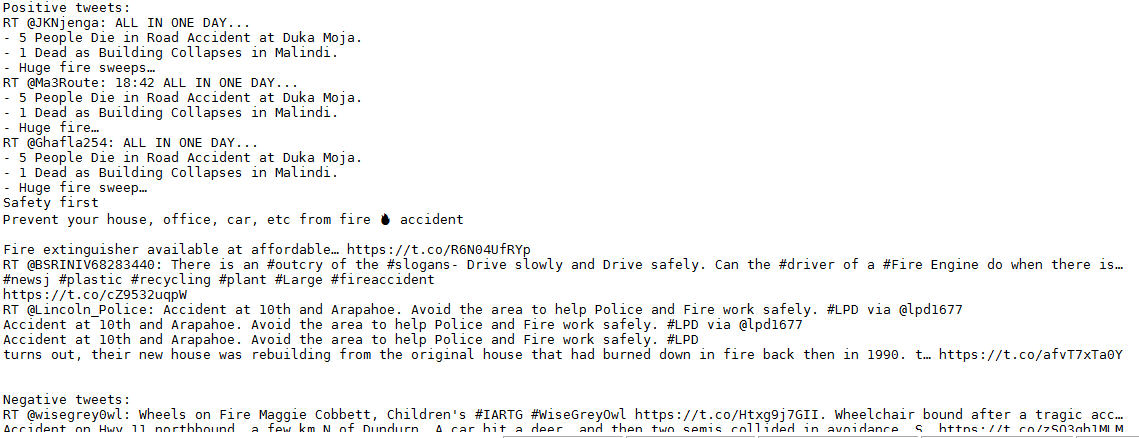 Positive tweets:
RT @JKNjenga: ALL IN ONE DAY...
- 5 People Die in Road Accident at Duka Moja.
- 1 Dead as Building Collapses in Malindi.
- Huge fire sweeps…
RT @Ma3Route: 18:42 ALL IN ONE DAY...
- 5 People Die in Road Accident at Duka Moja.
- 1 Dead as Building Collapses in Malindi.
- Huge fire…
RT @Ghafla254: ALL IN ONE DAY...
- 5 People Die in Road Accident at Duka Moja.
- 1 Dead as Building Collapses in Malindi.
- Huge fire sweep…
Safety first
Prevent your house, office, car, etc from fire 🔥 accident
Fire extinguisher available at affordable… https://t.co/R6N04UfRYp
RT @BSRINIV68283440: There is an #outcry of the #slogans- Drive slowly and Drive safely. Can the #driver of a #Fire Engine do when there is…
#newsj #plastic #recycling #plant #Large #fireaccident
https://t.co/cZ9532uqpW
RT @Lincoln_Police: Accident at 10th and Arapahoe. Avoid the area to help Police and Fire work safely. #LPD via @lpd1677
Accident at 10th and Arapahoe. Avoid the area to help Police and Fire work safely. #LPD via @lpd1677
Accident at 10th and Arapahoe. Avoid the area to help Police and Fire work safely. #LPD
turns out, their new house was rebuilding from the original house that had burned down in fire back then in 1990. t… https://t.co/afvT7xTa0Y
Negative tweets:
RT @wisegrey0wl: Wheels on Fire Maggie Cobbett, Children's #IARTG #WiseGreyOwl https://t.co/Htxg9j7GII. Wheelchair bound after a tragic acc…
Accident on Hwy 11 northbound, a few km N of Dundurn. A car hit a deer, and then two semis collided in avoidance. S… https://t.co/zSO3gh1MLM